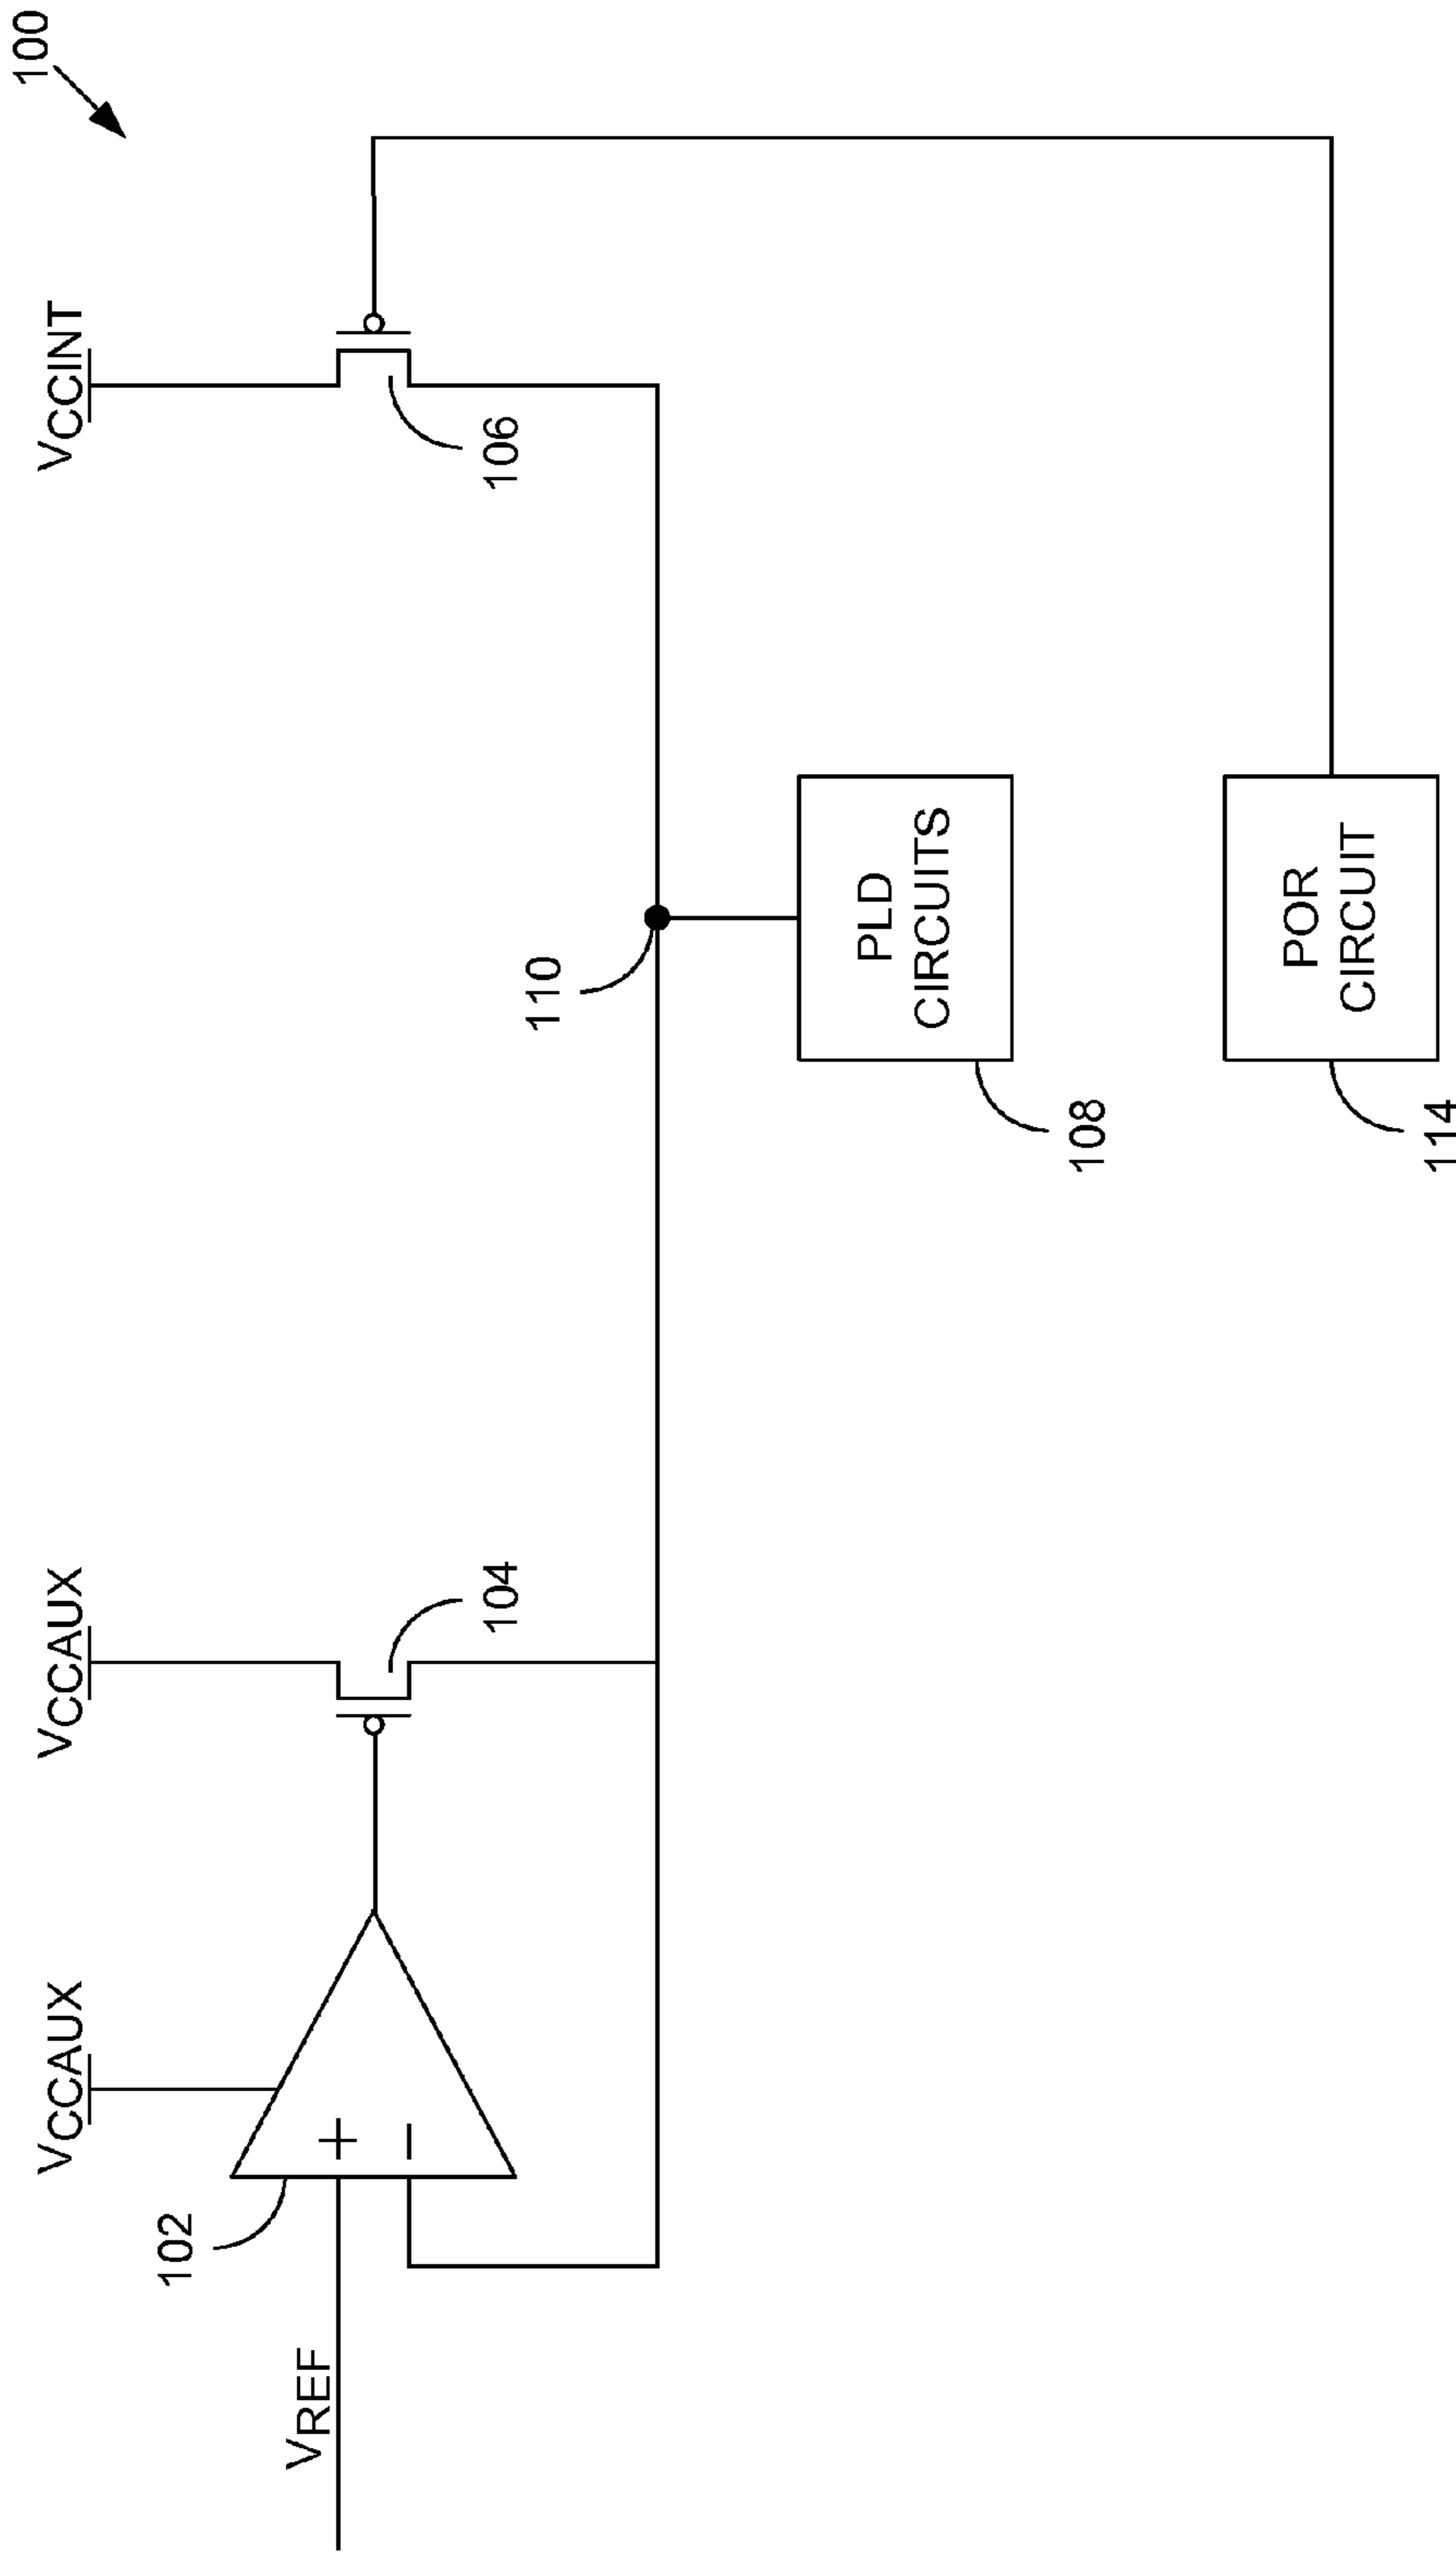 100
VCCAUX
VCCAUX
VCCINT
102
+
−
VREF
104
106
110
PLD
CIRCUITS
108
POR
CIRCUIT
114